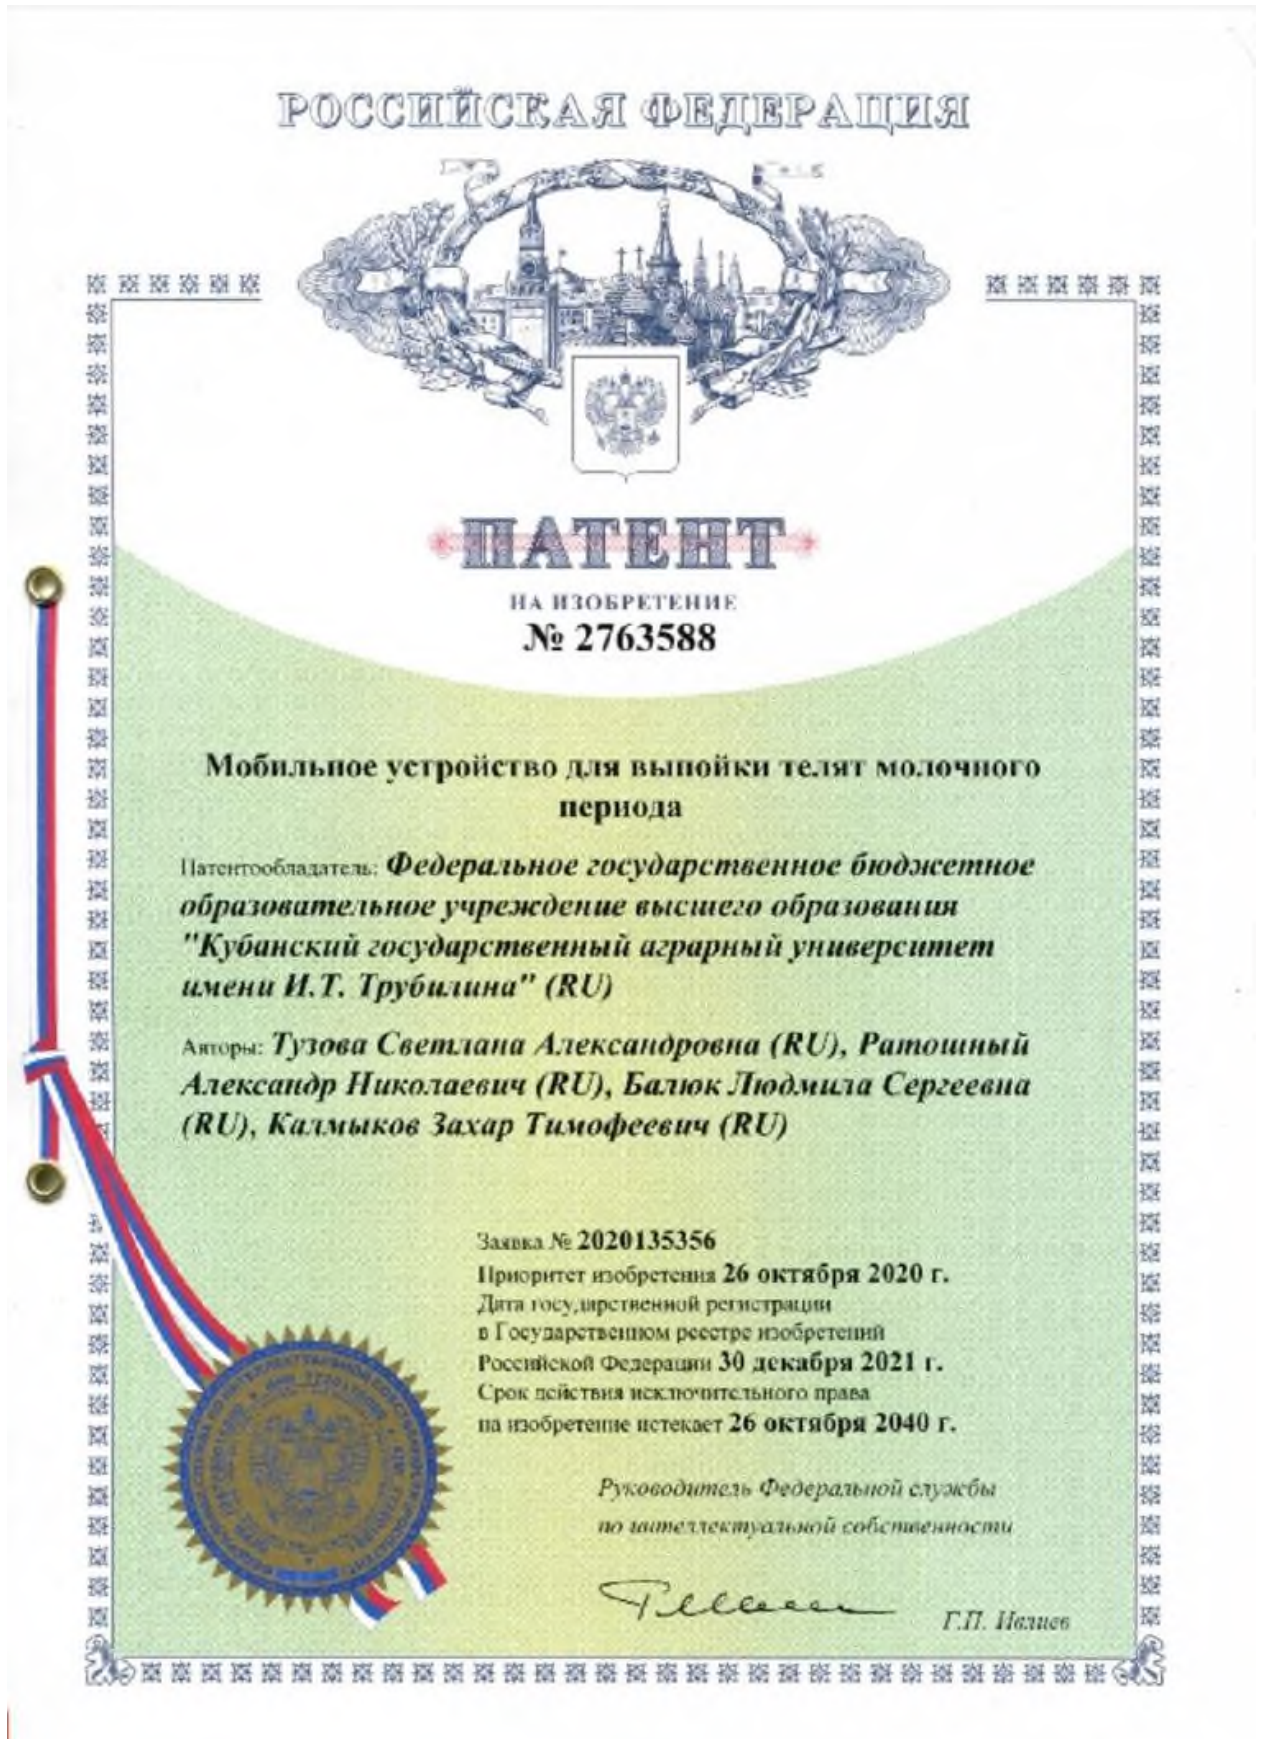 РОССИЙСКАЯ ФЕДЕРАЦИЯ
ПАТЕНТ
НА ИЗОБРЕТЕНИЕ
№ 2763588
Мобильное устройство для выпойки телят молочного
периода
Патентообладатель: Федеральное государственное бюджетное
образовательное учреждение высшего образования
"Кубанский государственный аграрный университет
имени И.Т. Трубилина" (RU)
Авторы: Тузова Светлана Александровна (RU), Ратошный
Александр Николаевич (RU), Балюк Людмила Сергеевна
(RU), Калмыков Захар Тимофеевич (RU)
Заявка № 2020135356
Приоритет изобретения 26 октября 2020 г.
Дата государственной регистрации
в Государственном реестре изобретений
Российской Федерации 30 декабря 2021 г.
Срок действия исключительного права
на изобретение истекает 26 октября 2040 г.
Руководитель Федеральной службы
по интеллектуальной собственности
Г.П. Ивлиев